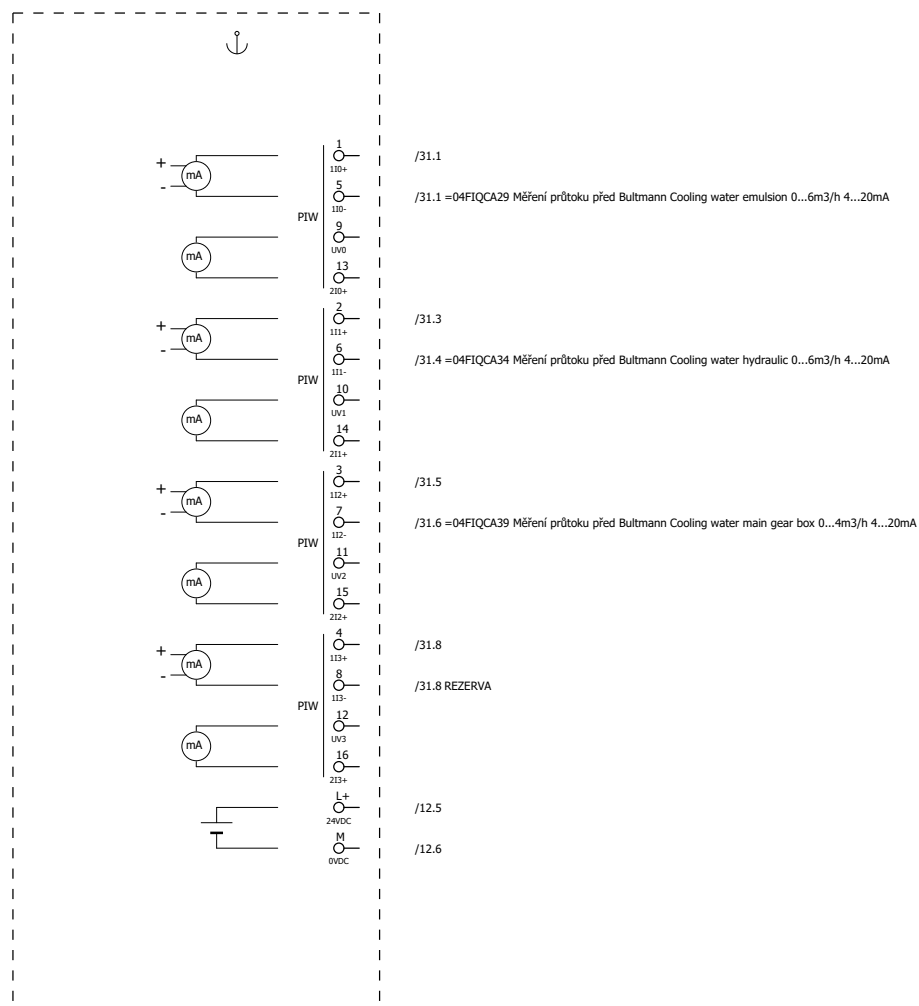 1
1I0+
/31.1
+
mA
-
5
1I0-
/31.1 =04FIQCA29 Měření průtoku před Bultmann Cooling water emulsion 0...6m3/h 4...20mA
PIW
9
UV0
mA
13
2I0+
2
1I1+
/31.3
+
mA
-
6
1I1-
/31.4 =04FIQCA34 Měření průtoku před Bultmann Cooling water hydraulic 0...6m3/h 4...20mA
PIW
10
UV1
mA
14
2I1+
3
1I2+
/31.5
+
mA
-
7
1I2-
/31.6 =04FIQCA39 Měření průtoku před Bultmann Cooling water main gear box 0...4m3/h 4...20mA
PIW
11
UV2
mA
15
2I2+
4
1I3+
/31.8
+
mA
-
8
1I3-
/31.8 REZERVA
PIW
12
UV3
mA
16
2I3+
L+
24VDC
/12.5
M
0VDC
/12.6